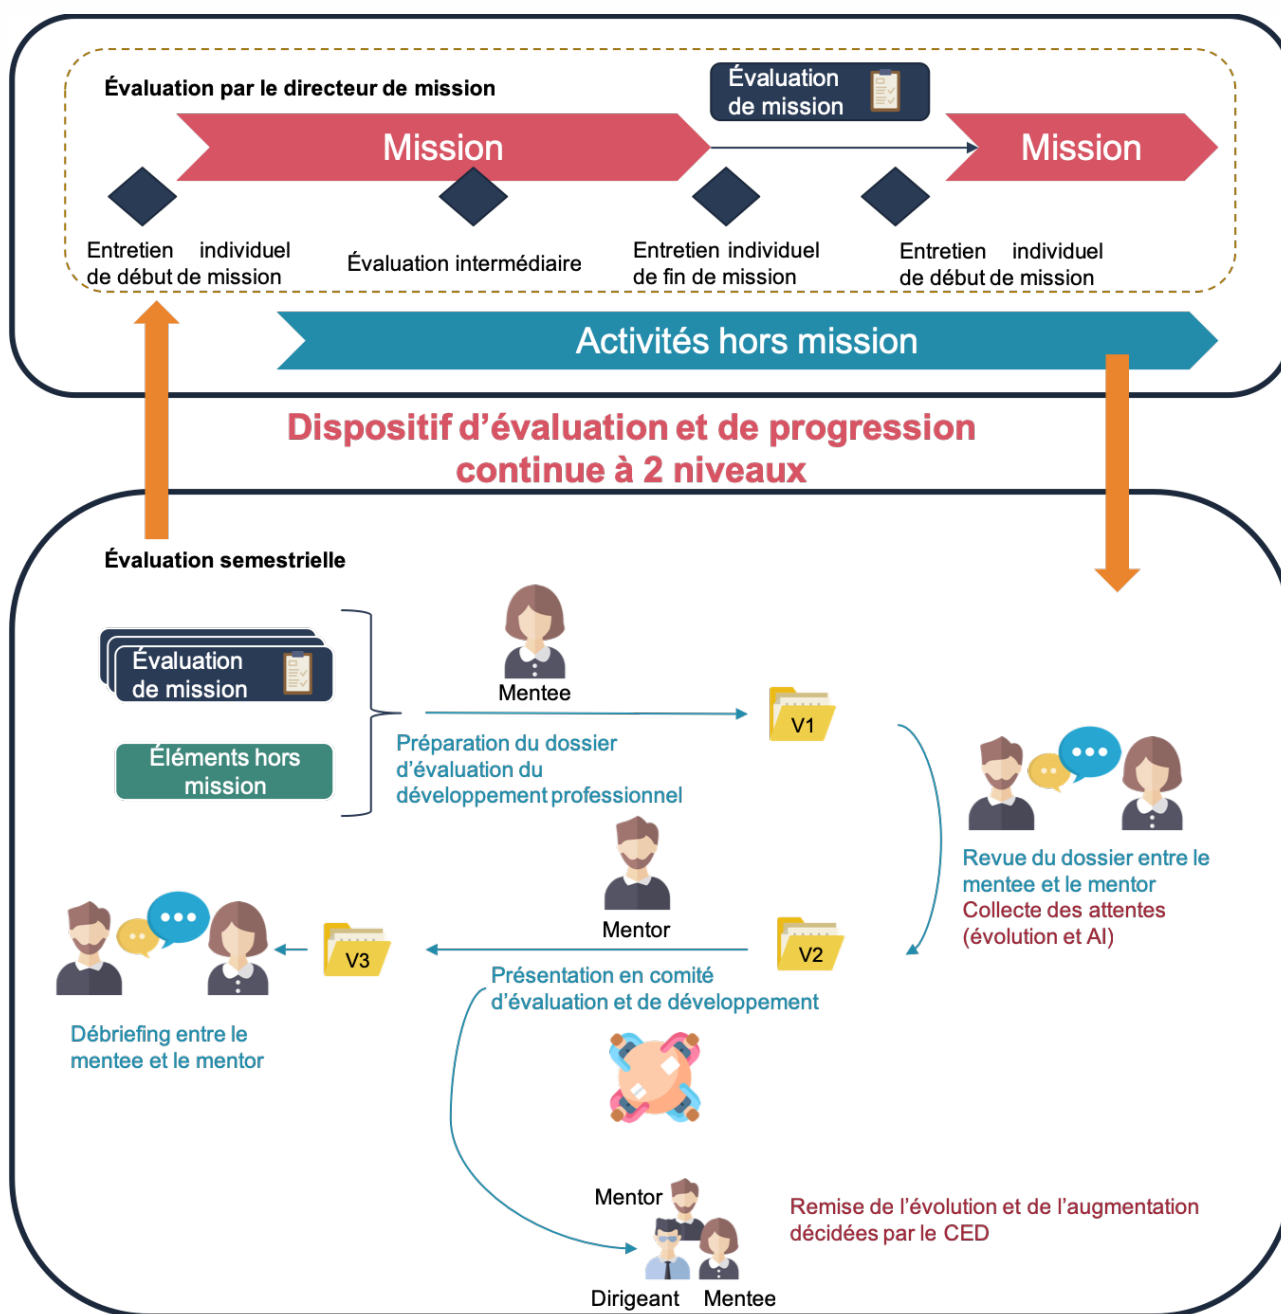 Évaluation par le directeur de mission
Évaluation
de mission
Mission
Mission
Entretien individuel
de début de mission
Évaluation intermédiaire
Entretien individuel
de fin de mission
Entretien individuel
de début de mission
Activités hors mission
Dispositif d’évaluation et de progression
continue à 2 niveaux
Évaluation semestrielle
Évaluation
de mission
Éléments hors
mission
Mentee
Préparation du dossier
d’évaluation du
développement professionnel
V1
Revue du dossier entre le
mentee et le mentor
Collecte des attentes
(évolution et AI)
Mentor
V2
Présentation en comité
d’évaluation et de développement
V3
Débriefing entre le
mentee et le mentor
Mentor
Dirigeant Mentee
Remise de l’évolution et de l’augmentation
décidées par le CED